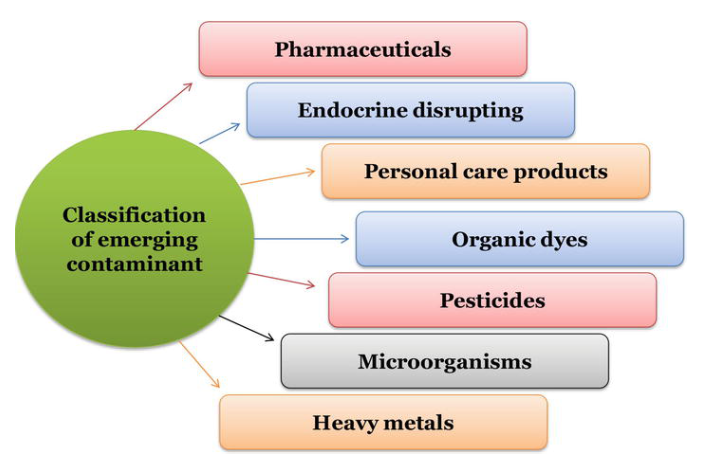 Pharmaceuticals
Endocrine disrupting
Personal care products
Classification
of emerging
contaminant
Organic dyes
Pesticides
Microorganisms
Heavy metals